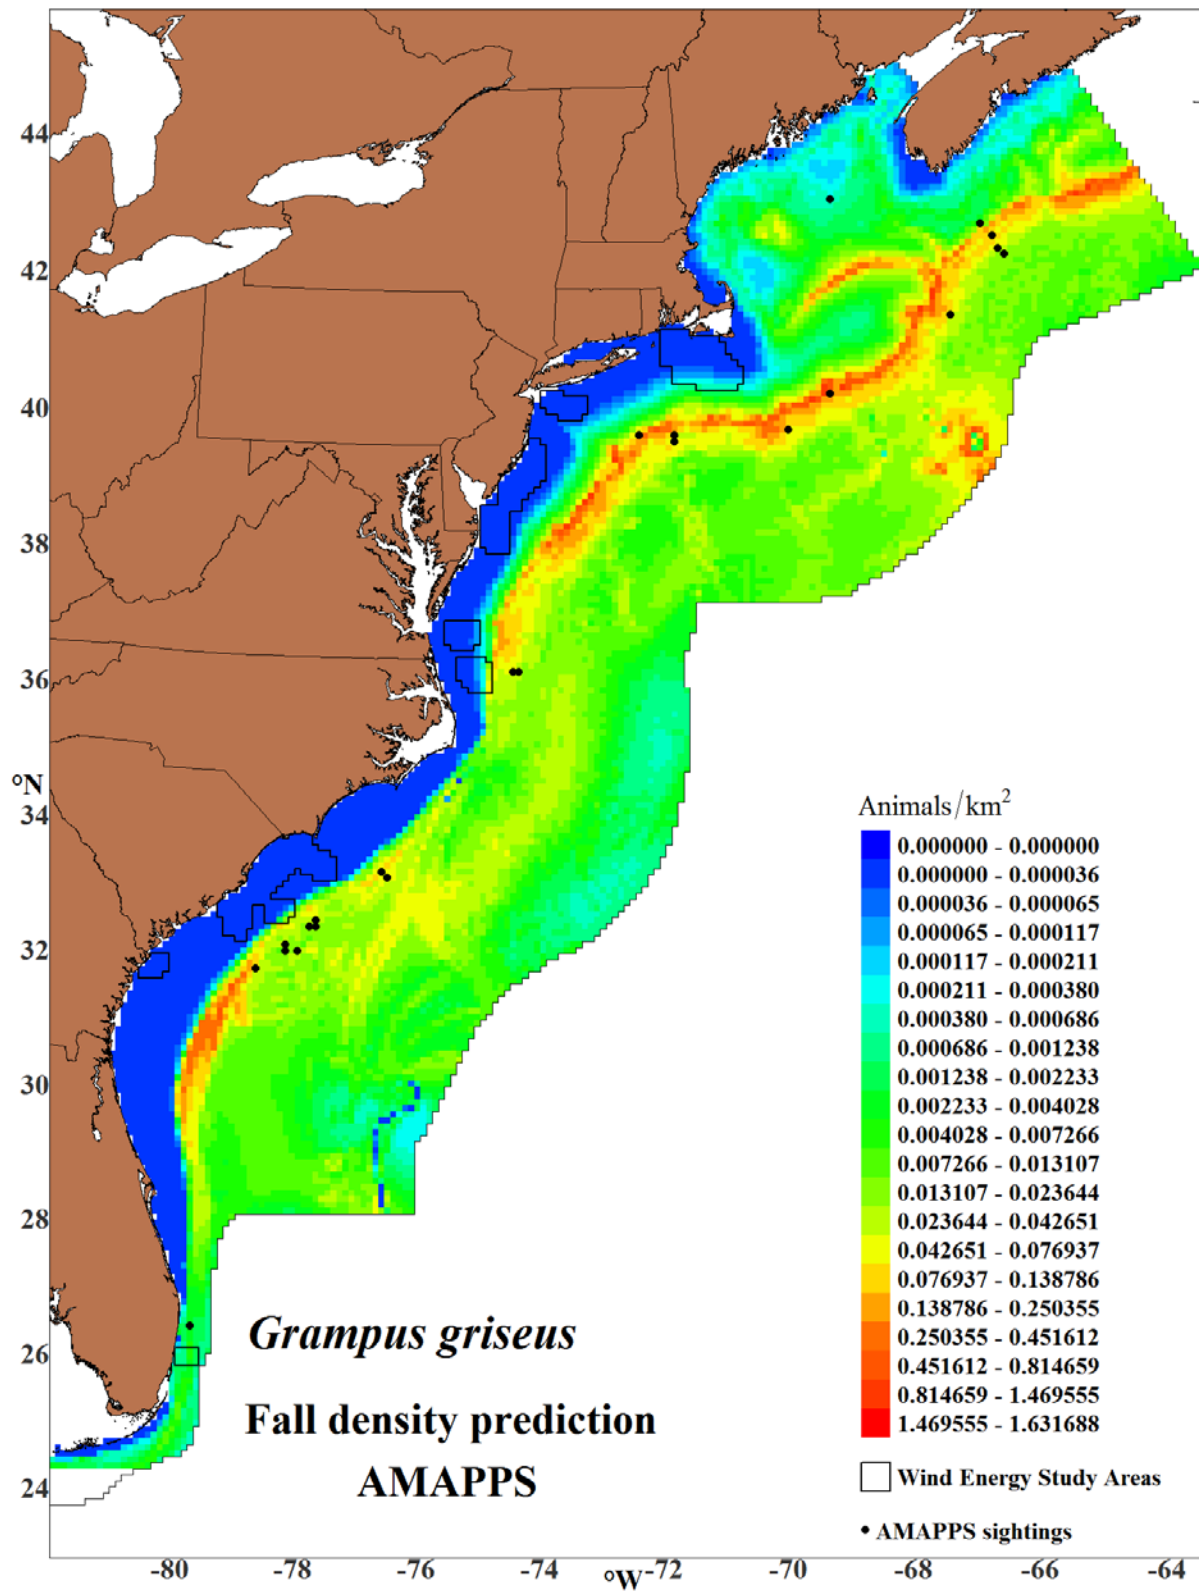 44
42
40
38
36
°N
34
32
30
28
26
24
Animals/km²
0.000000 - 0.000000
0.000000 - 0.000036
0.000036 - 0.000065
0.000065 - 0.000117
0.000117 - 0.000211
0.000211 - 0.000380
0.000380 - 0.000686
0.000686 - 0.001238
0.001238 - 0.002233
0.002233 - 0.004028
0.004028 - 0.007266
0.007266 - 0.013107
0.013107 - 0.023644
0.023644 - 0.042651
0.042651 - 0.076937
0.076937 - 0.138786
0.138786 - 0.250355
0.250355 - 0.451612
0.451612 - 0.814659
0.814659 - 1.469555
1.469555 - 1.631688
Wind Energy Study Areas
AMAPPS sightings
Grampus griseus
Fall density prediction
AMAPPS
-80 -78 -76 -74 °W -72 -70 -68 -66 -64